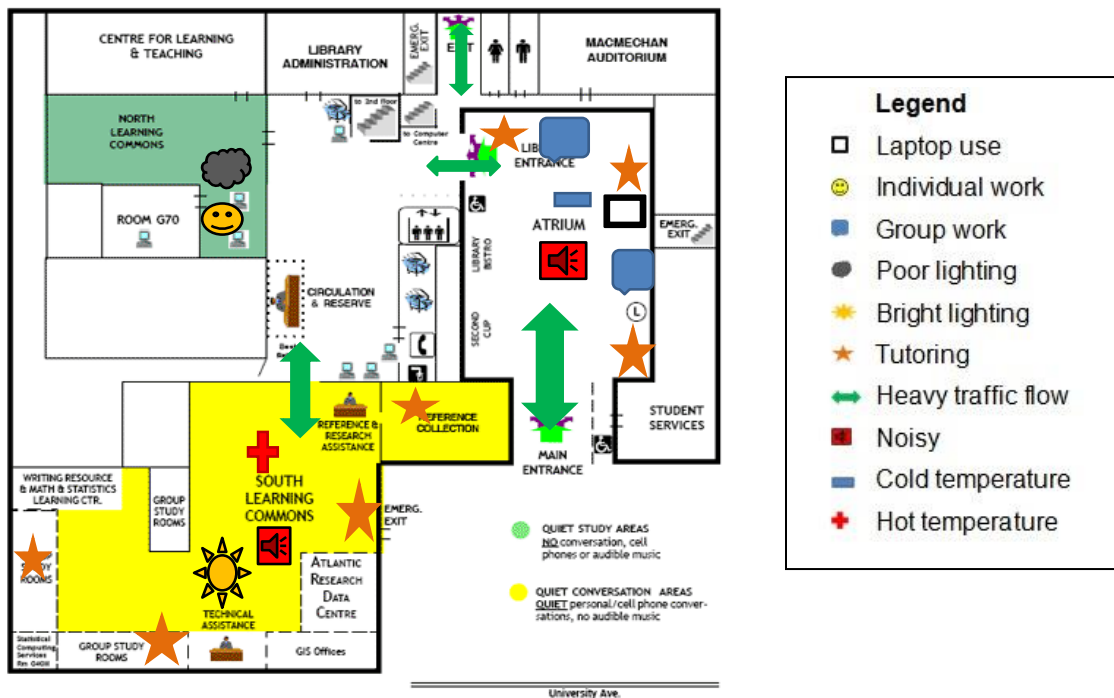 CENTRE FOR LEARNING
& TEACHING
LIBRARY
ADMINISTRATION
EMERG.
EXIT
EXIT
MACMECHAN
AUDITORIUM
NORTH
LEARNING
COMMONS
to 2nd floor
to Computer
Centre
LIBRARY
ENTRANCE
ROOM G70
ATRIUM
EMERG.
EXIT
LIBRARY
BISTRO
CIRCULATION
& RESERVE
SECOND CUP
L
REFERENCE &
RESEARCH
ASSISTANCE
REFERENCE
COLLECTION
STUDENT
SERVICES
MAIN
ENTRANCE
WRITING RESOURCE
& MATH & STATISTICS
LEARNING CTR.
GROUP
STUDY
ROOMS
SOUTH
LEARNING
COMMONS
EMERG.
EXIT
STUDY
ROOMS
ATLANTIC
RESEARCH
DATA
CENTRE
TECHNICAL
ASSISTANCE
Statistical
Computing
Services
GROUP STUDY
ROOMS
GIS Offices
QUIET STUDY AREAS
NO conversation, cell
phones or audible music
QUIET CONVERSATION AREAS
QUIET personal/cell phone conver-
sations, no audible music
University Ave.
Legend
Laptop use
Individual work
Group work
Poor lighting
Bright lighting
Tutoring
Heavy traffic flow
Noisy
Cold temperature
Hot temperature